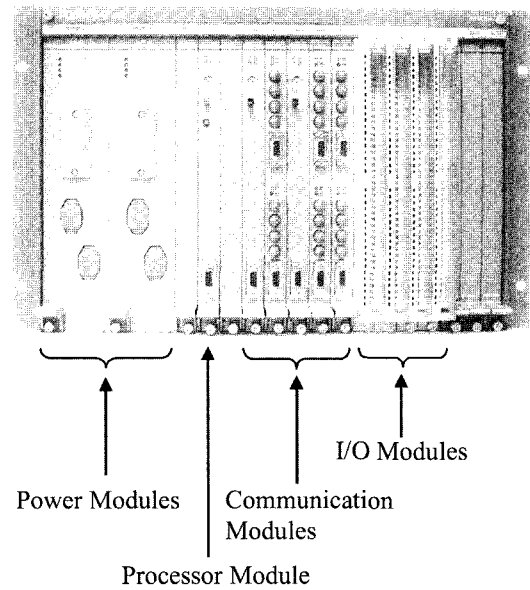 I/O Modules
Power Modules
Communication
Modules
Processor Module